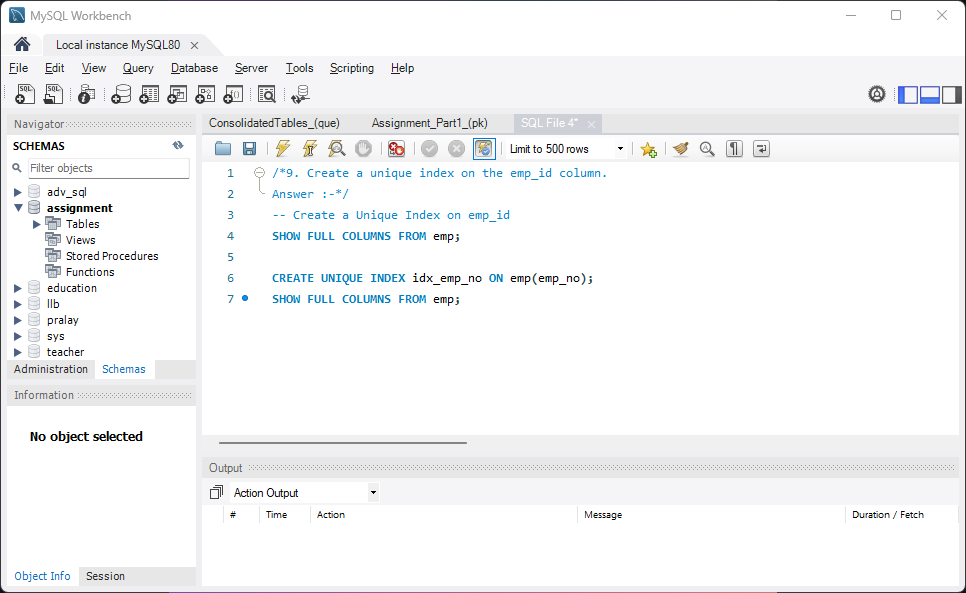 MySQL Workbench
Local instance MySQL80
File Edit View Query Database Server Tools Scripting Help
Navigator
SCHEMAS
Filter objects
adv_sql
assignment
Tables
Views
Stored Procedures
Functions
education
llb
pralay
sys
teacher
Administration Schemas
Information
No object selected
Object Info Session
ConsolidatedTables_(que) Assignment_Part1_(pk) SQL File 4*
Limit to 500 rows
1 /*9. Create a unique index on the emp_id column.
2 Answer :-*/
3 -- Create a Unique Index on emp_id
4 SHOW FULL COLUMNS FROM emp;
5
6 CREATE UNIQUE INDEX idx_emp_no ON emp(emp_no);
7 SHOW FULL COLUMNS FROM emp;
Output
Action Output
# Time Action Message Duration / Fetch